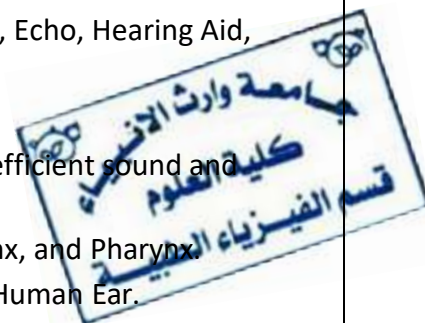 , Echo, Hearing Aid,
efficient sound and
nx, and Pharynx.
Human Ear.
جامعة وارث الانبياء
كلية العلوم
قسم الفيزياء الطبية